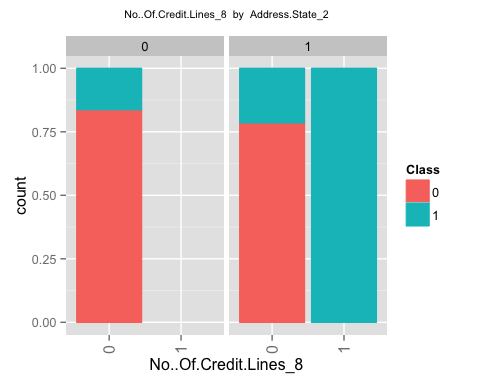 No..Of.Credit.Lines_8 by Address.State_2
0 1
1.00
0.75
0.50
0.25
0.00
count
0 1 0 1
No..Of.Credit.Lines_8
Class
0
1